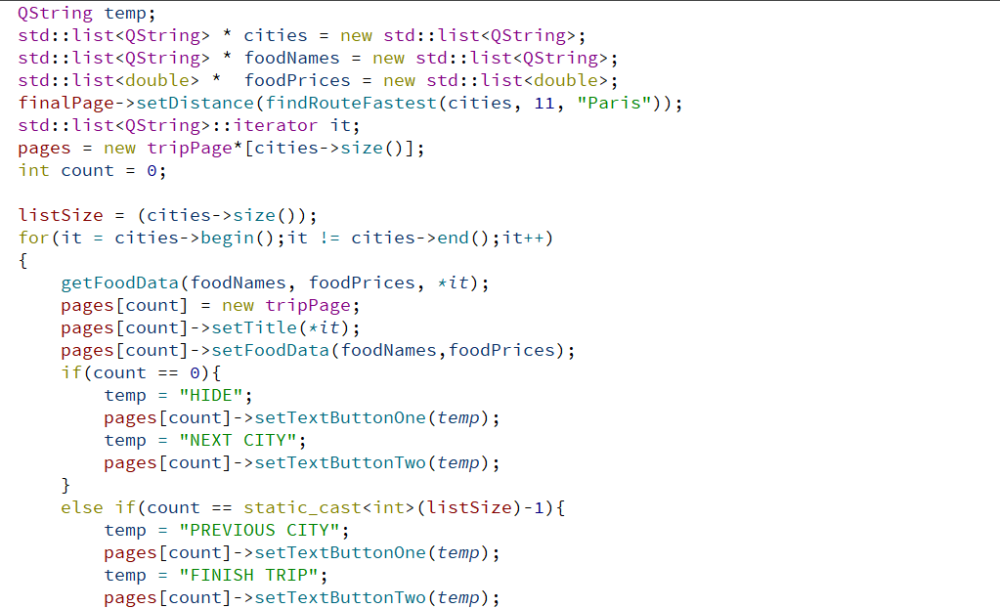 QString temp;
std::list<QString> * cities = new std::list<QString>;
std::list<QString> * foodNames = new std::list<QString>;
std::list<double> *  foodPrices = new std::list<double>;
finalPage->setDistance(findRouteFastest(cities, 11, "Paris"));
std::list<QString>::iterator it;
pages = new tripPage*[cities->size()];
int count = 0;

listSize = (cities->size());
for(it = cities->begin();it != cities->end();it++)
{
    getFoodData(foodNames, foodPrices, *it);
    pages[count] = new tripPage;
    pages[count]->setTitle(*it);
    pages[count]->setFoodData(foodNames,foodPrices);
    if(count == 0){
        temp = "HIDE";
        pages[count]->setTextButtonOne(temp);
        temp = "NEXT CITY";
        pages[count]->setTextButtonTwo(temp);
    }
    else if(count == static_cast<int>(listSize)-1){
        temp = "PREVIOUS CITY";
        pages[count]->setTextButtonOne(temp);
        temp = "FINISH TRIP";
        pages[count]->setTextButtonTwo(temp);